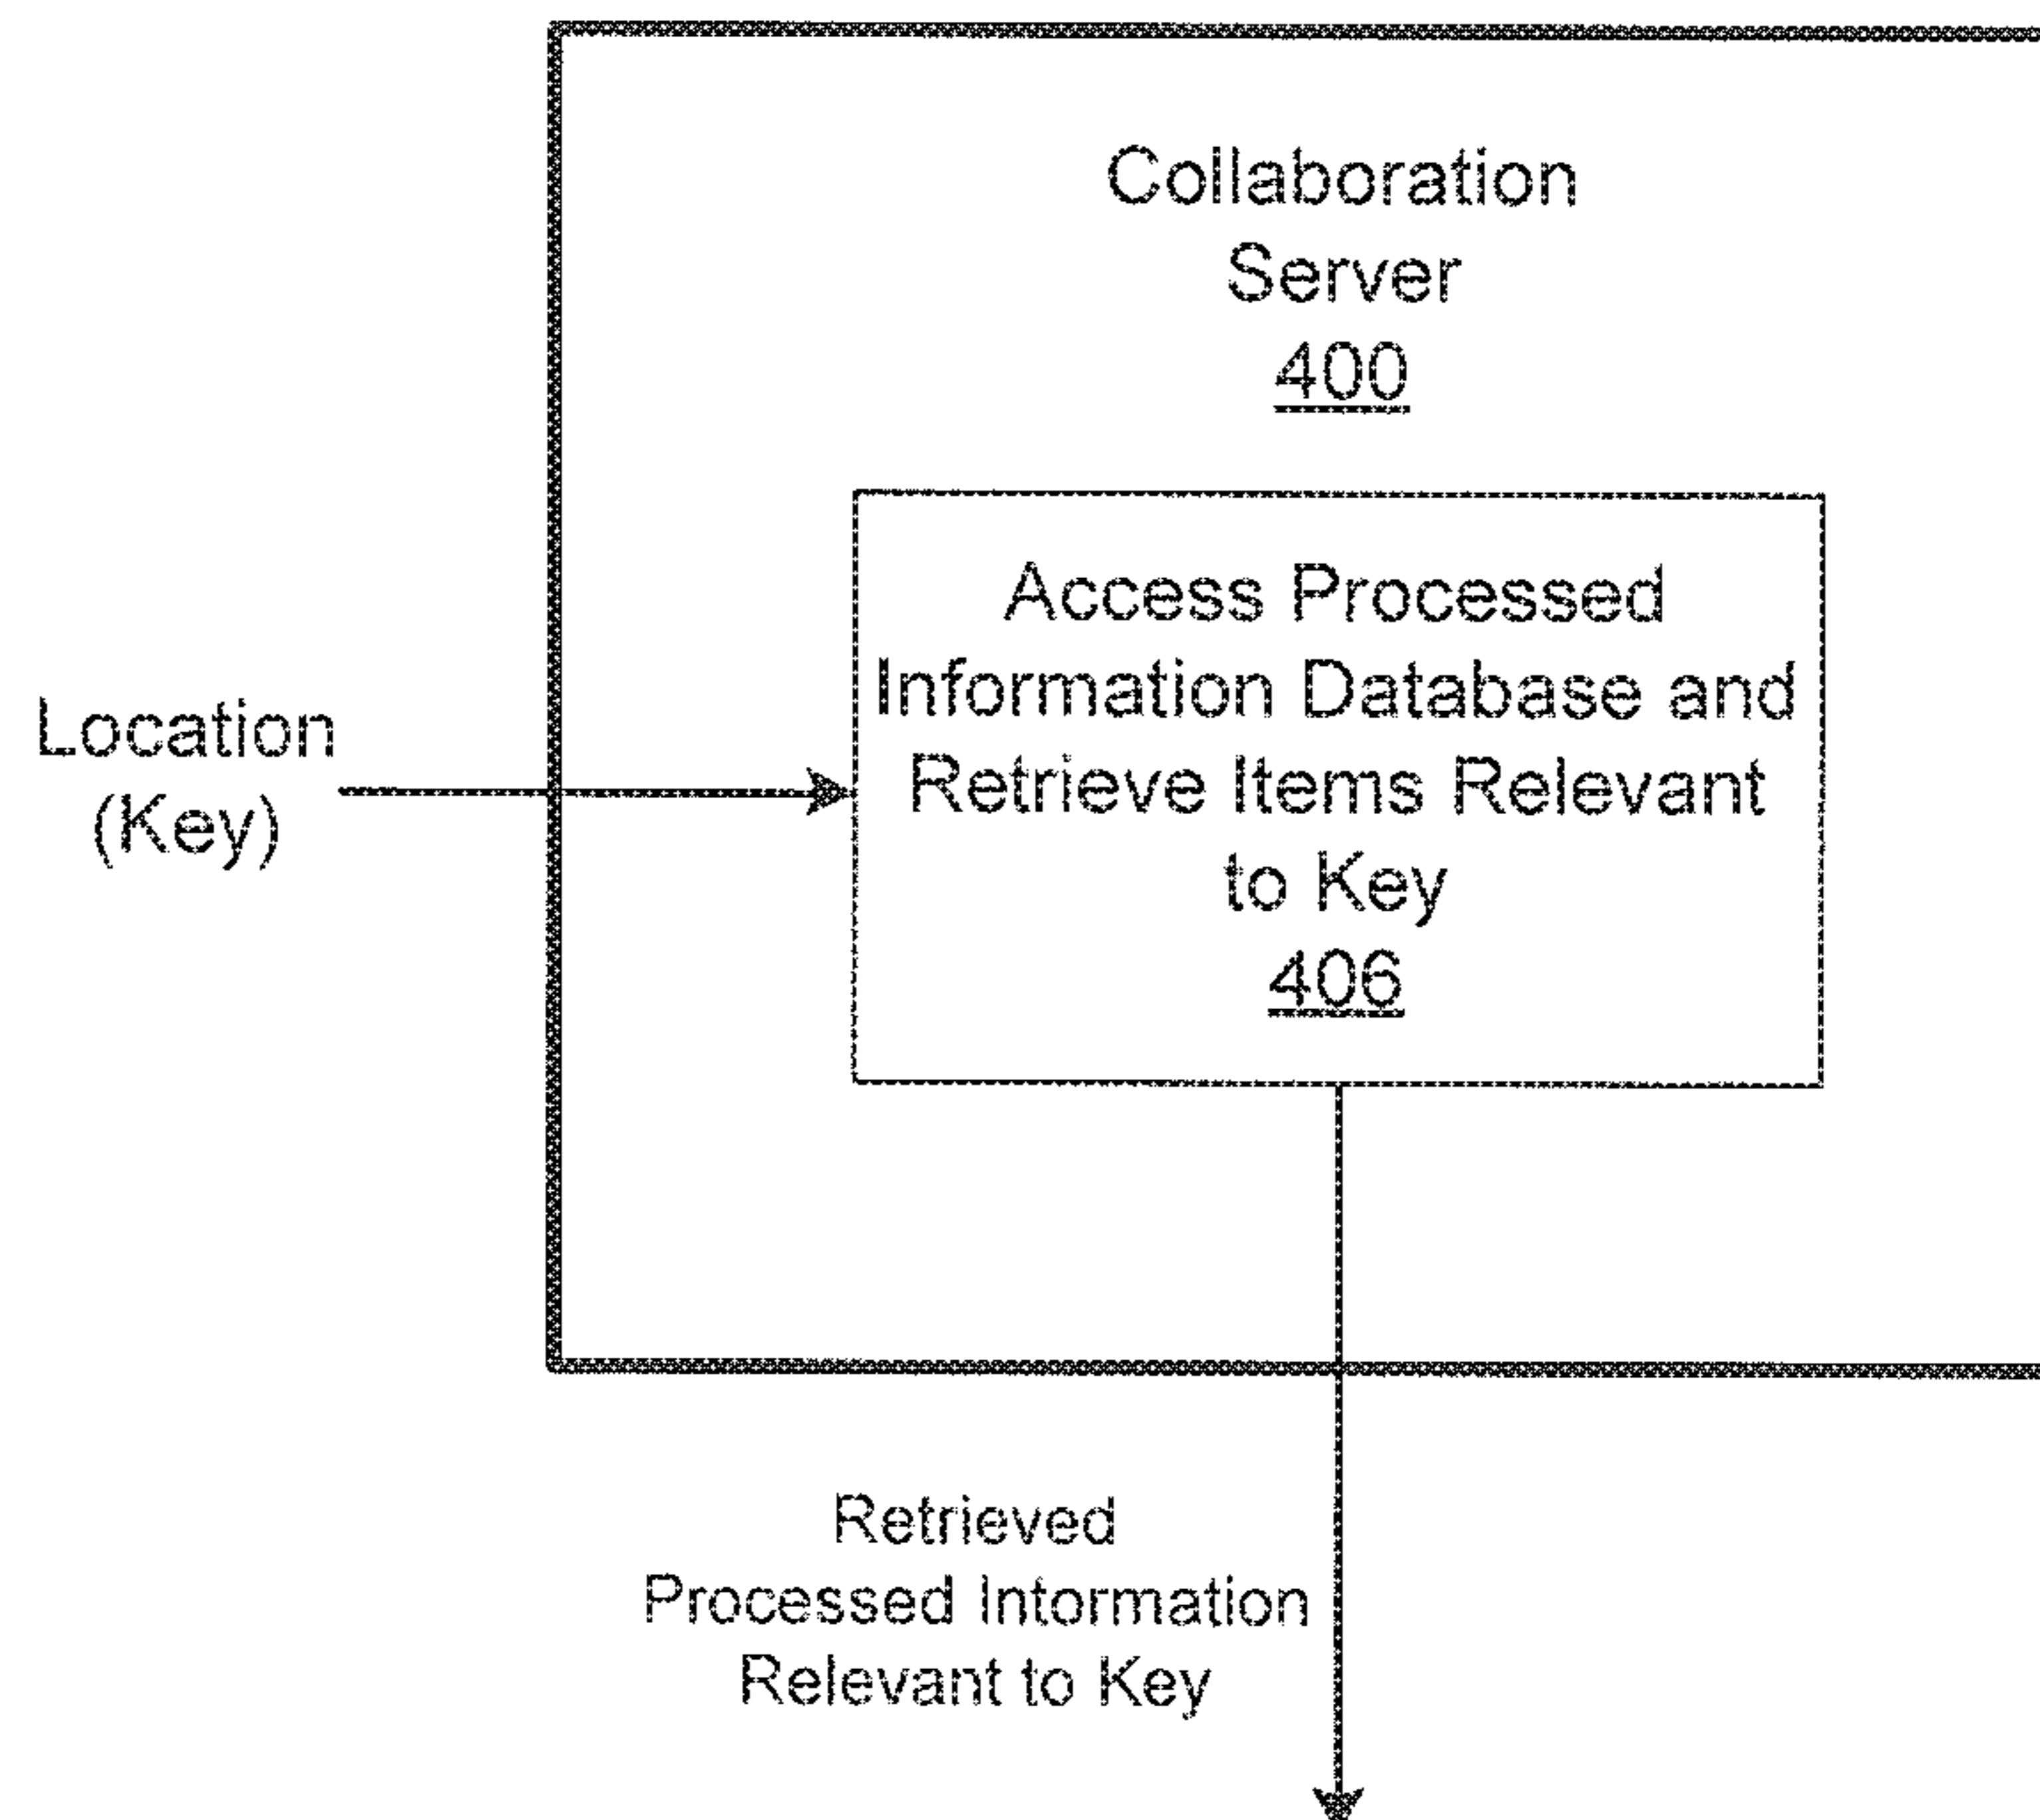 Collaboration
Server
400
Access Processed
Information Database and
Retrieve Items Relevant
to Key
406
Location
(Key)
Retrieved
Processed Information
Relevant to Key